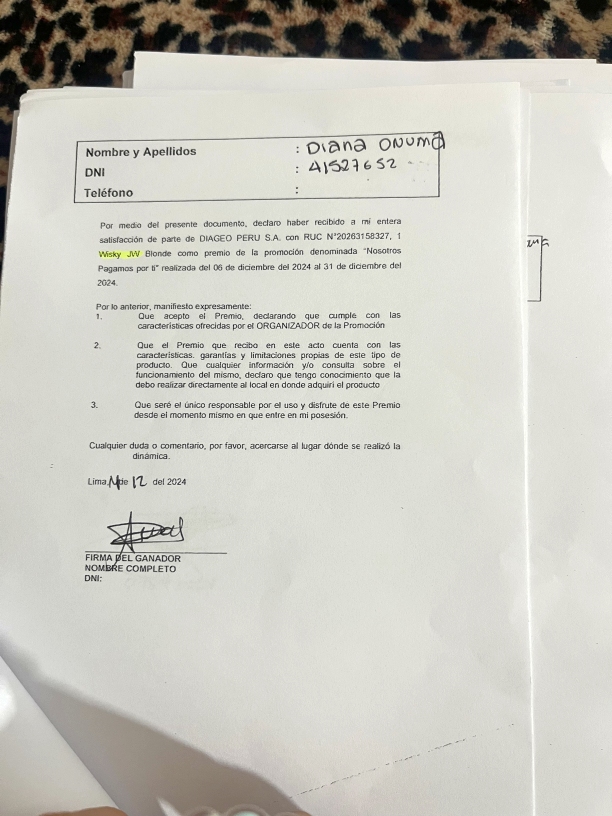 Nombre y Apellidos : Diana ONUMA
DNI : 41527652
Teléfono :
Por medio del presente documento, declaro haber recibido a mi entera
satisfacción de parte de DIAGEO PERU S.A. con RUC N°20263158327, 1
Wisky JW Blonde como premio de la promoción denominada "Nosotros
Pagamos por ti" realizada del 06 de diciembre del 2024 al 31 de diciembre del
2024.
Por lo anterior, manifiesto expresamente:
1. Que acepto el Premio, declarando que cumple con las
características ofrecidas por el ORGANIZADOR de la Promoción
2. Que el Premio que recibo en este acto cuenta con las
características, garantías y limitaciones propias de este tipo de
producto. Que cualquier información y/o consulta sobre el
funcionamiento del mismo, declaro que tengo conocimiento que la
debo realizar directamente al local en donde adquirí el producto
3. Que seré el único responsable por el uso y disfrute de este Premio
desde el momento mismo en que entre en mi posesión.
Cualquier duda o comentario, por favor, acercarse al lugar dónde se realizó la
dinámica.
Lima, de 12 del 2024
FIRMA DEL GANADOR
NOMBRE COMPLETO
DNI: